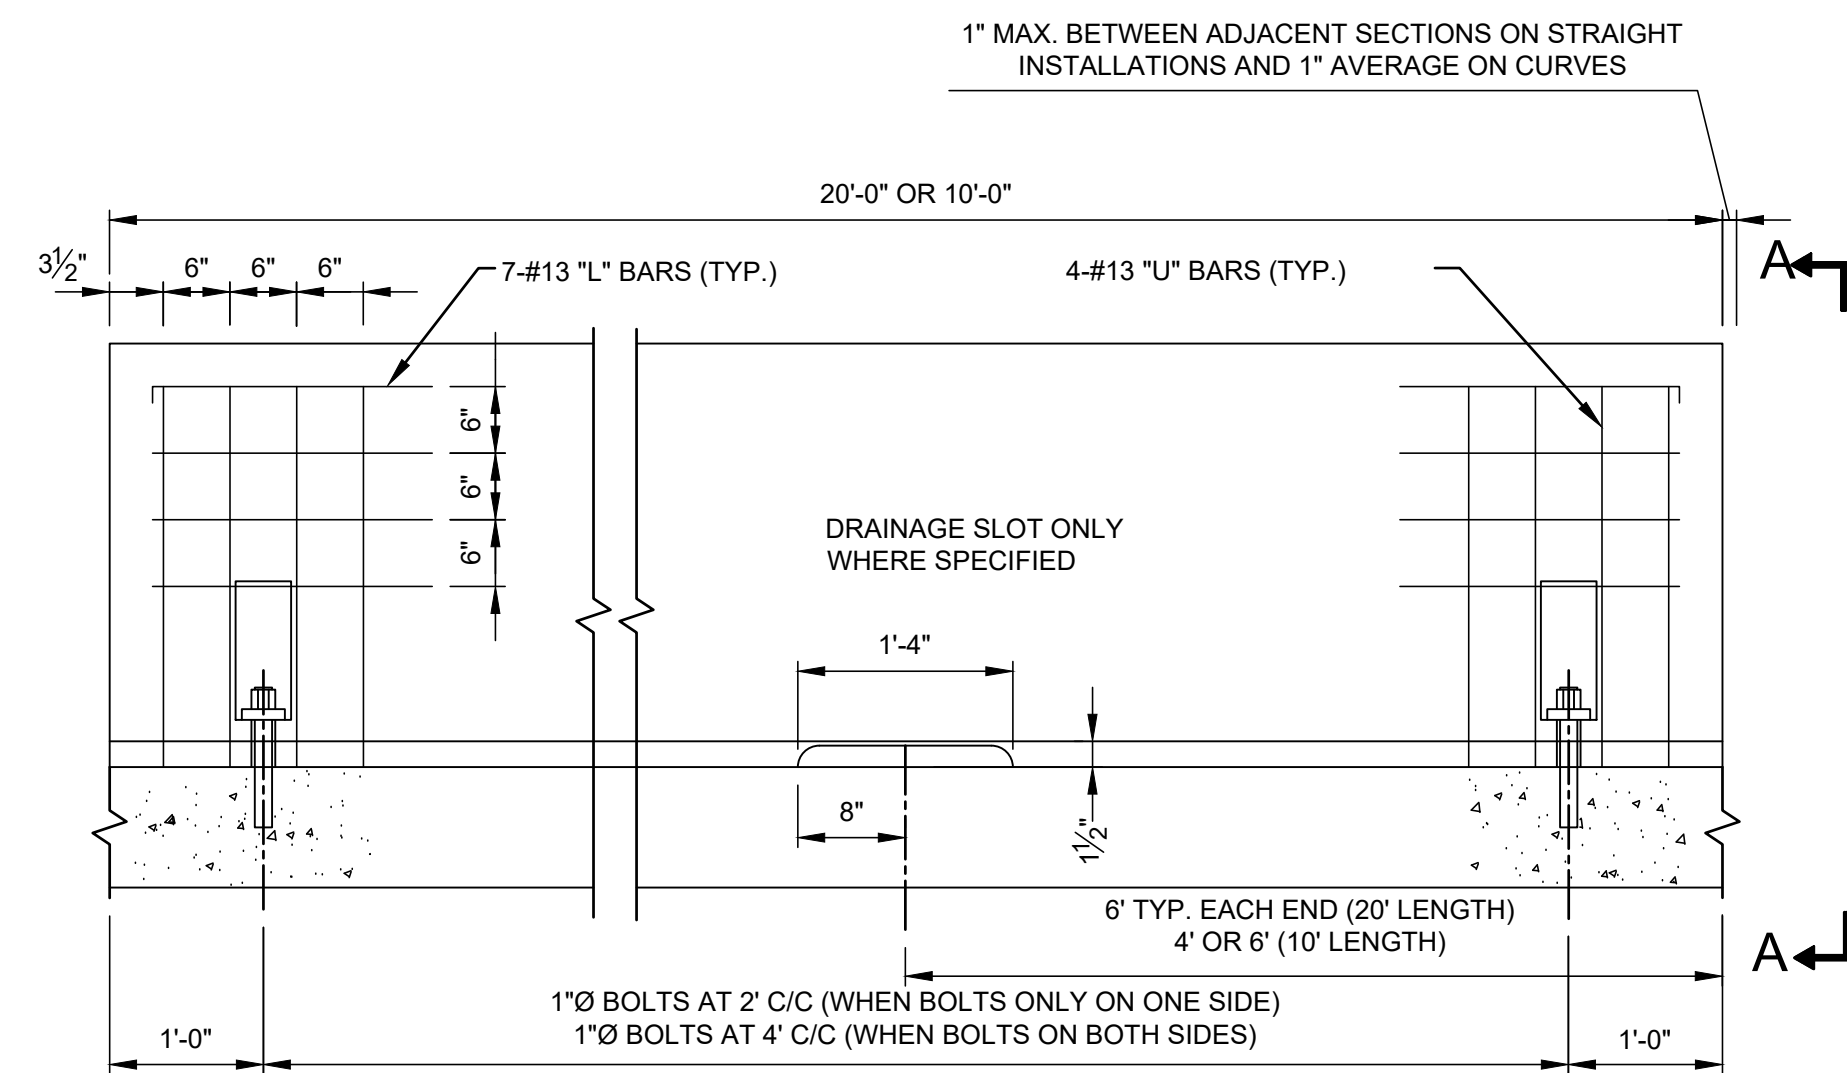 1" MAX. BETWEEN ADJACENT SECTIONS ON STRAIGHT
INSTALLATIONS AND 1" AVERAGE ON CURVES
20'-0" OR 10'-0"
A
3½"
6"
6"
6"
7-#13 "L" BARS (TYP.)
4-#13 "U" BARS (TYP.)
6"
6"
6"
DRAINAGE SLOT ONLY
WHERE SPECIFIED
1'-4"
8"
1½"
6' TYP. EACH END (20' LENGTH)
4' OR 6' (10' LENGTH)
A
1"Ø BOLTS AT 2' C/C (WHEN BOLTS ONLY ON ONE SIDE)
1"Ø BOLTS AT 4' C/C (WHEN BOLTS ON BOTH SIDES)
1'-0"
1'-0"